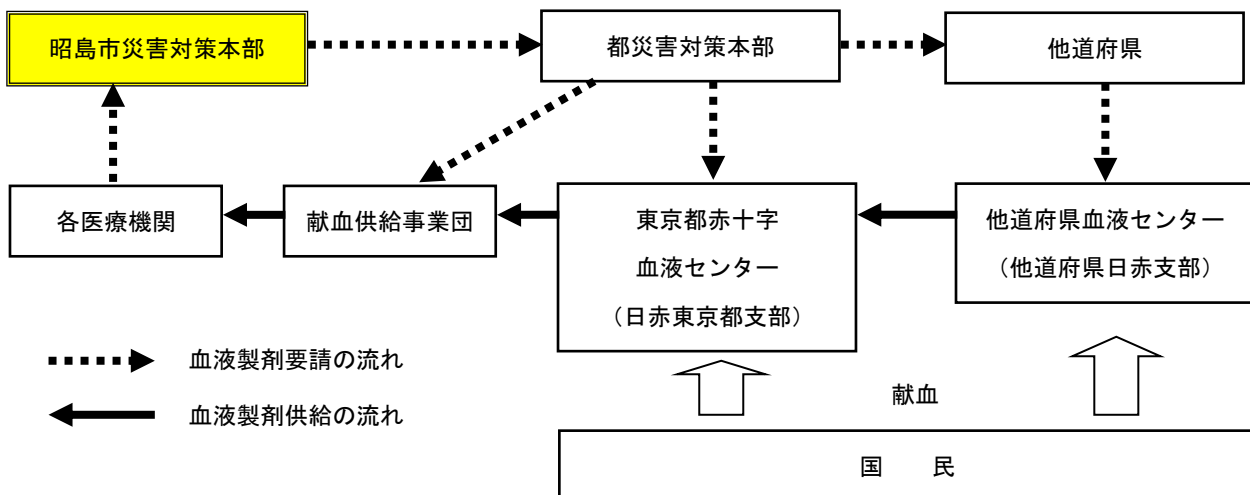 昭島市災害対策本部
都災害対策本部
他道府県
各医療機関
献血供給事業団
東京都赤十字
血液センター
（日赤東京都支部）
他道府県血液センター
（他道府県日赤支部）
血液製剤要請の流れ
血液製剤供給の流れ
献血
国　　民